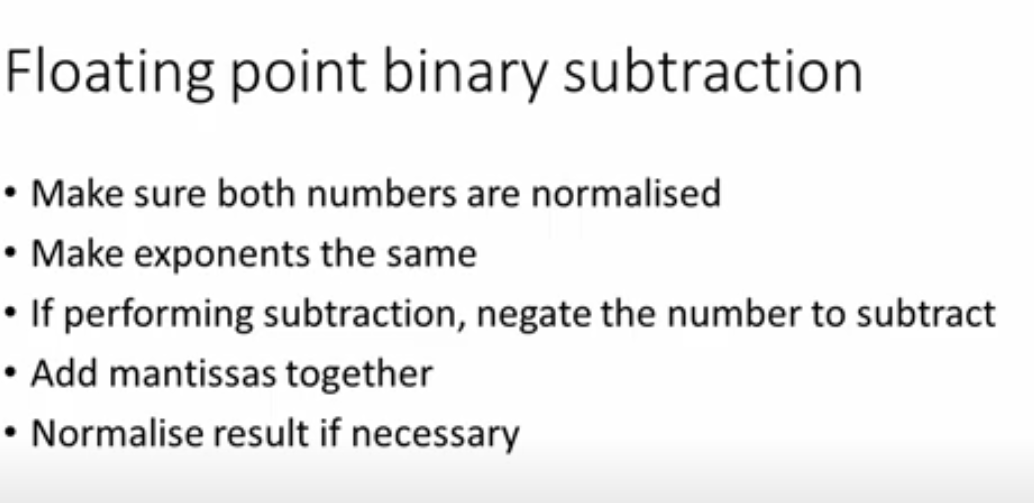 Floating point binary subtraction
• Make sure both numbers are normalised
• Make exponents the same
• If performing subtraction, negate the number to subtract
• Add mantissas together
• Normalise result if necessary